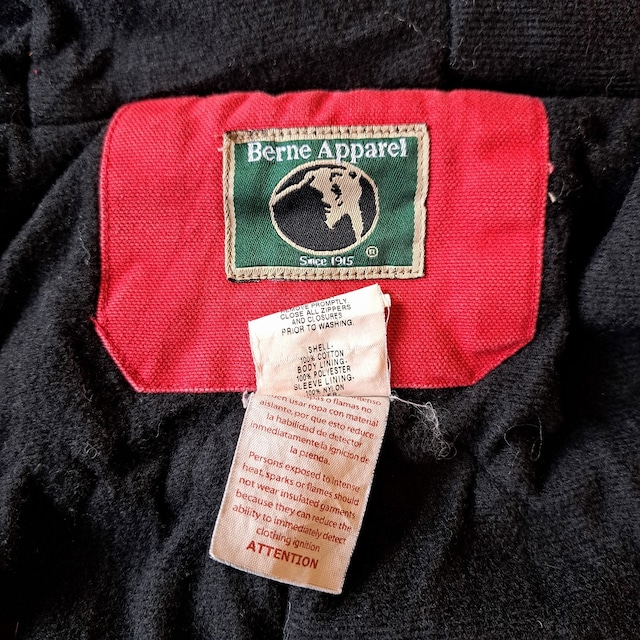 Berne Apparel
Since 1915
®
PROMPTLY
CLOSE ALL ZIPPERS
AND CLOSURES
PRIOR TO WASHING.
SHELL-
100% COTTON
BODY LINING-
100% POLYESTER
SLEEVE LINING-
100% NYLON
o flamas no
usar ropa con material
aislante, por que esto reduce
la habilidad de detector
inmediatamente la ignicion de
la prenda.
Persons exposed to intense
heat, sparks or flames should
not wear insulated garments
because they can reduce the
ability to immediately detect
clothing ignition
ATTENTION